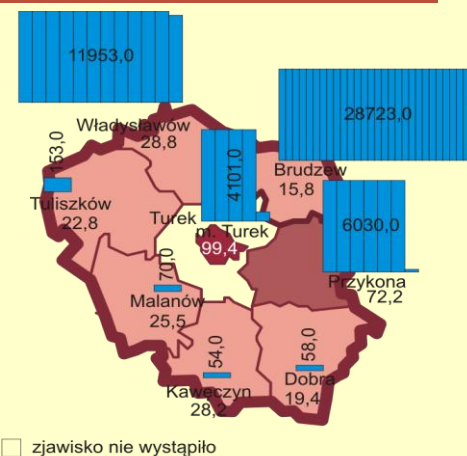 11953,0
28723,0
Władysławów
28,8
4101,0
Brudzew
15,8
153,0
Tuliszków
22,8
Turek
m. Turek
99,4
6030,0
Przykona
72,2
70,0
Malanów
25,5
54,0
Kawęczyn
28,2
58,0
Dobra
19,4
zjawisko nie wystąpiło